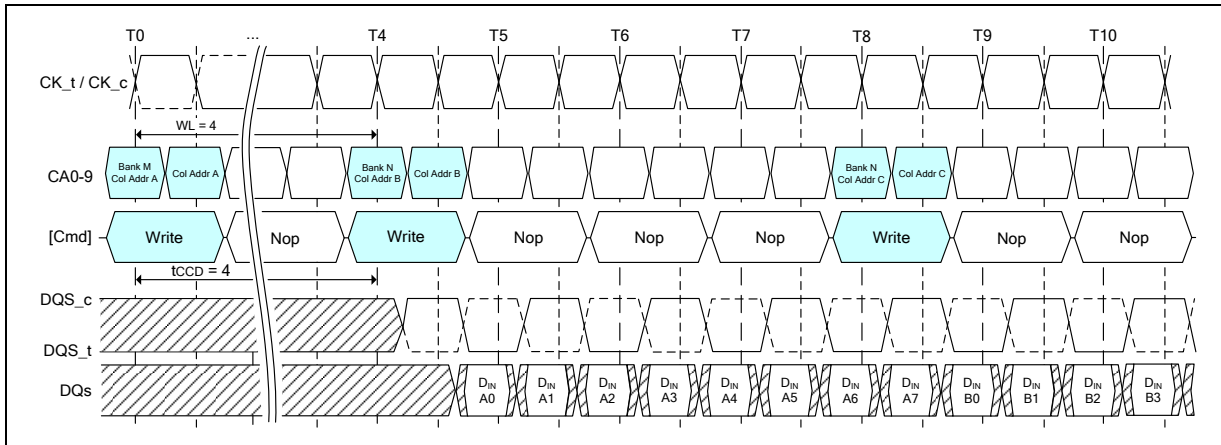 T0 ... T4 T5 T6 T7 T8 T9 T10
CK_t / CK_c
WL = 4
CA0-9
Bank M
Col Addr A
Col Addr A
Bank N
Col Addr B
Col Addr B
Bank N
Col Addr C
Col Addr C
[Cmd] Write Nop Write Nop Nop Nop Write Nop Nop
tCCD = 4
DQS_c
DQS_t
DQs
DIN
A0
DIN
A1
DIN
A2
DIN
A3
DIN
A4
DIN
A5
DIN
A6
DIN
A7
DIN
B0
DIN
B1
DIN
B2
DIN
B3